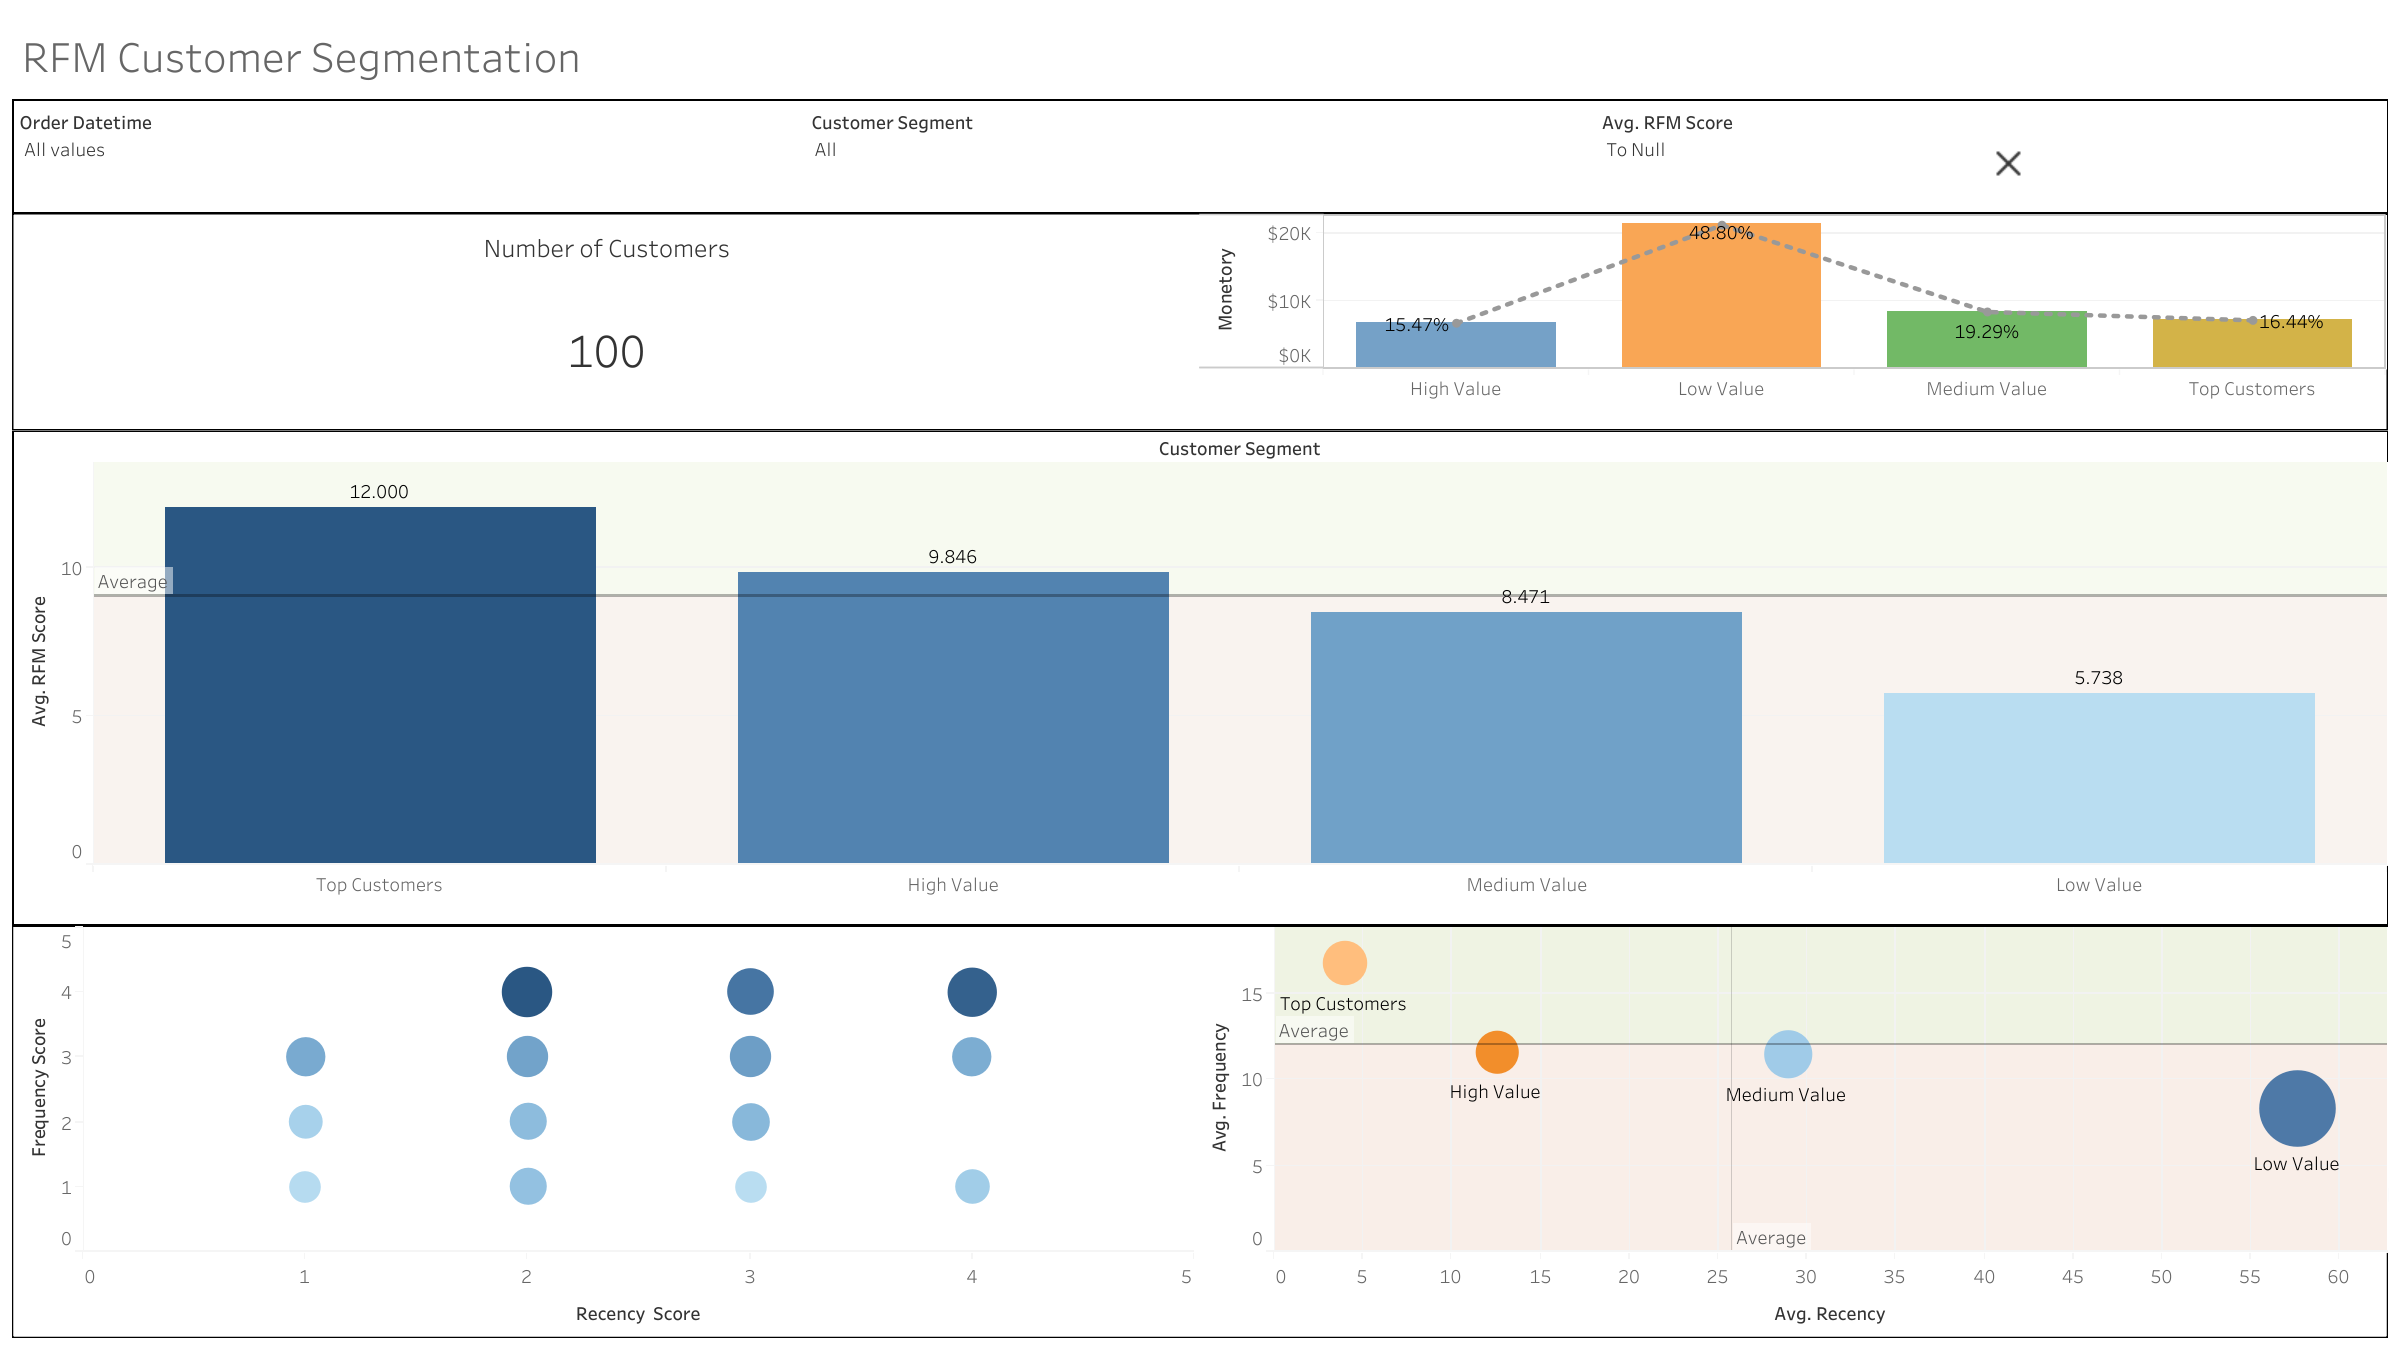 RFM Customer Segmentation
Order Datetime
All values
Customer Segment
All
Avg. RFM Score
To Null
Number of Customers
100
Monetory
$20K
$10K
$0K
15.47%
48.80%
19.29%
16.44%
High Value
Low Value
Medium Value
Top Customers
Customer Segment
Avg. RFM Score
10
5
0
Average
12.000
9.846
8.471
5.738
Top Customers
High Value
Medium Value
Low Value
Frequency Score
5
4
3
2
1
0
0
1
2
3
4
5
Recency Score
Avg. Frequency
15
10
5
0
Top Customers
Average
High Value
Medium Value
Low Value
Average
0
5
10
15
20
25
30
35
40
45
50
55
60
Avg. Recency